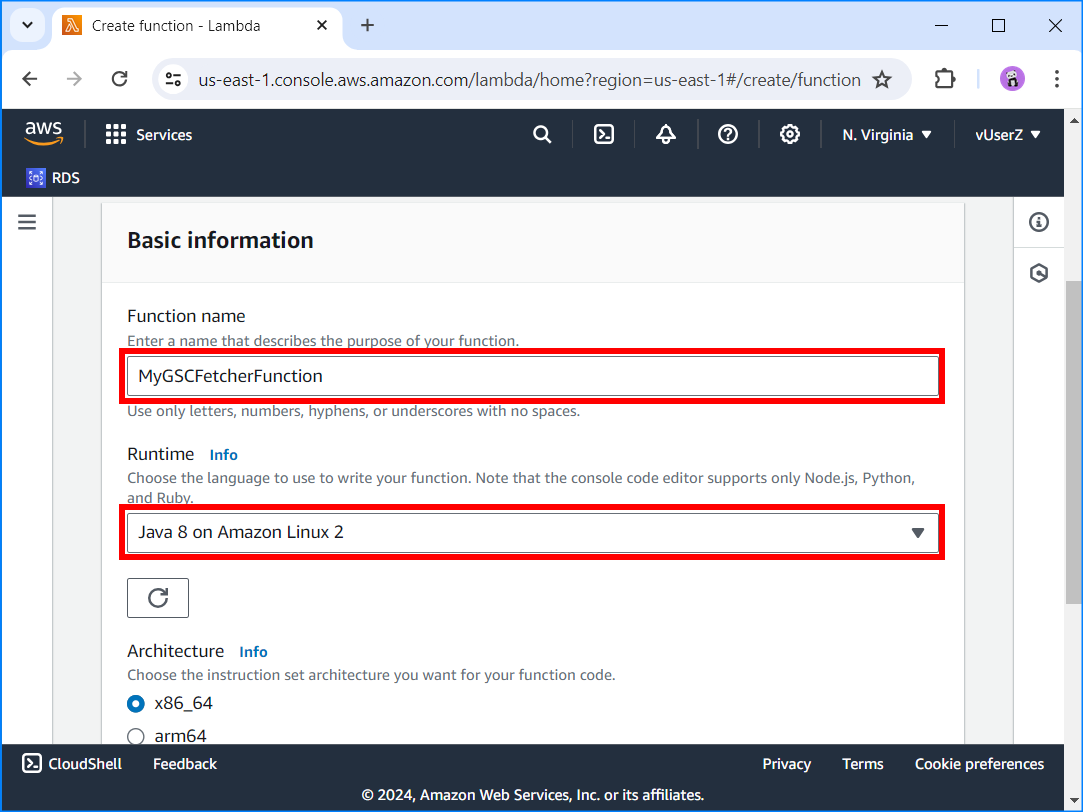 Create function - Lambda
us-east-1.console.aws.amazon.com/lambda/home?region=us-east-1#/create/function
aws Services N. Virginia vUserZ
RDS
Basic information
Function name
Enter a name that describes the purpose of your function.
MyGSCFetcherFunction
Use only letters, numbers, hyphens, or underscores with no spaces.
Runtime Info
Choose the language to use to write your function. Note that the console code editor supports only Node.js, Python,
and Ruby.
Java 8 on Amazon Linux 2
Architecture Info
Choose the instruction set architecture you want for your function code.
x86_64
arm64
CloudShell Feedback Privacy Terms Cookie preferences
© 2024, Amazon Web Services, Inc. or its affiliates.